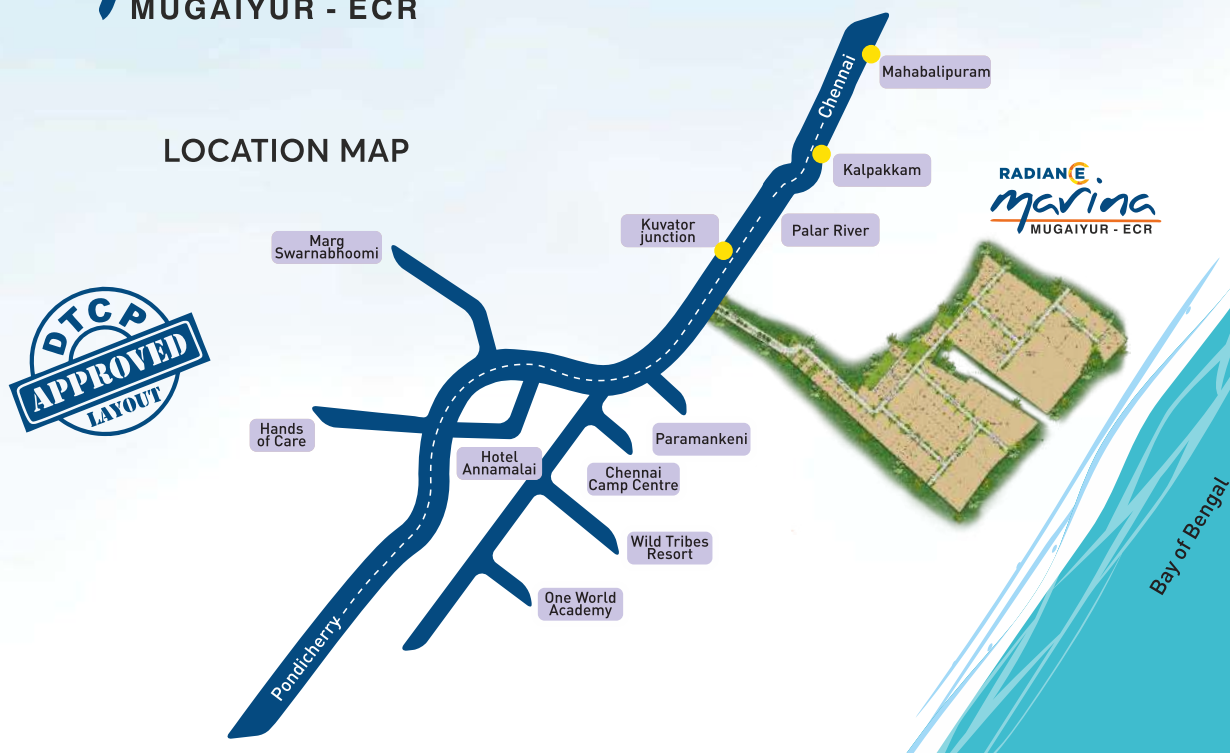 MUGAIYUR - ECR
LOCATION MAP
Chennai
Mahabalipuram
Kalpakkam
Palar River
Kuvator
junction
Marg
Swarnabhoomi
RADIANCE
marina
MUGAIYUR - ECR
DTCP
APPROVED
LAYOUT
Hands
of Care
Hotel
Annamalai
Paramankeni
Chennai
Camp Centre
Wild Tribes
Resort
One World
Academy
Pondicherry
Bay of Bengal